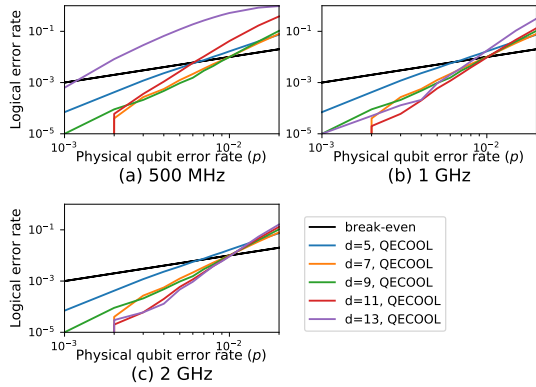 Logical error rate
10⁻¹
10⁻³
10⁻⁵
10⁻³
10⁻²
Physical qubit error rate (p)
(a) 500 MHz
10⁻¹
10⁻³
10⁻⁵
10⁻³
10⁻²
Physical qubit error rate (p)
(b) 1 GHz
Logical error rate
10⁻¹
10⁻³
10⁻⁵
10⁻³
10⁻²
Physical qubit error rate (p)
(c) 2 GHz
break-even
d=5, QECOOL
d=7, QECOOL
d=9, QECOOL
d=11, QECOOL
d=13, QECOOL